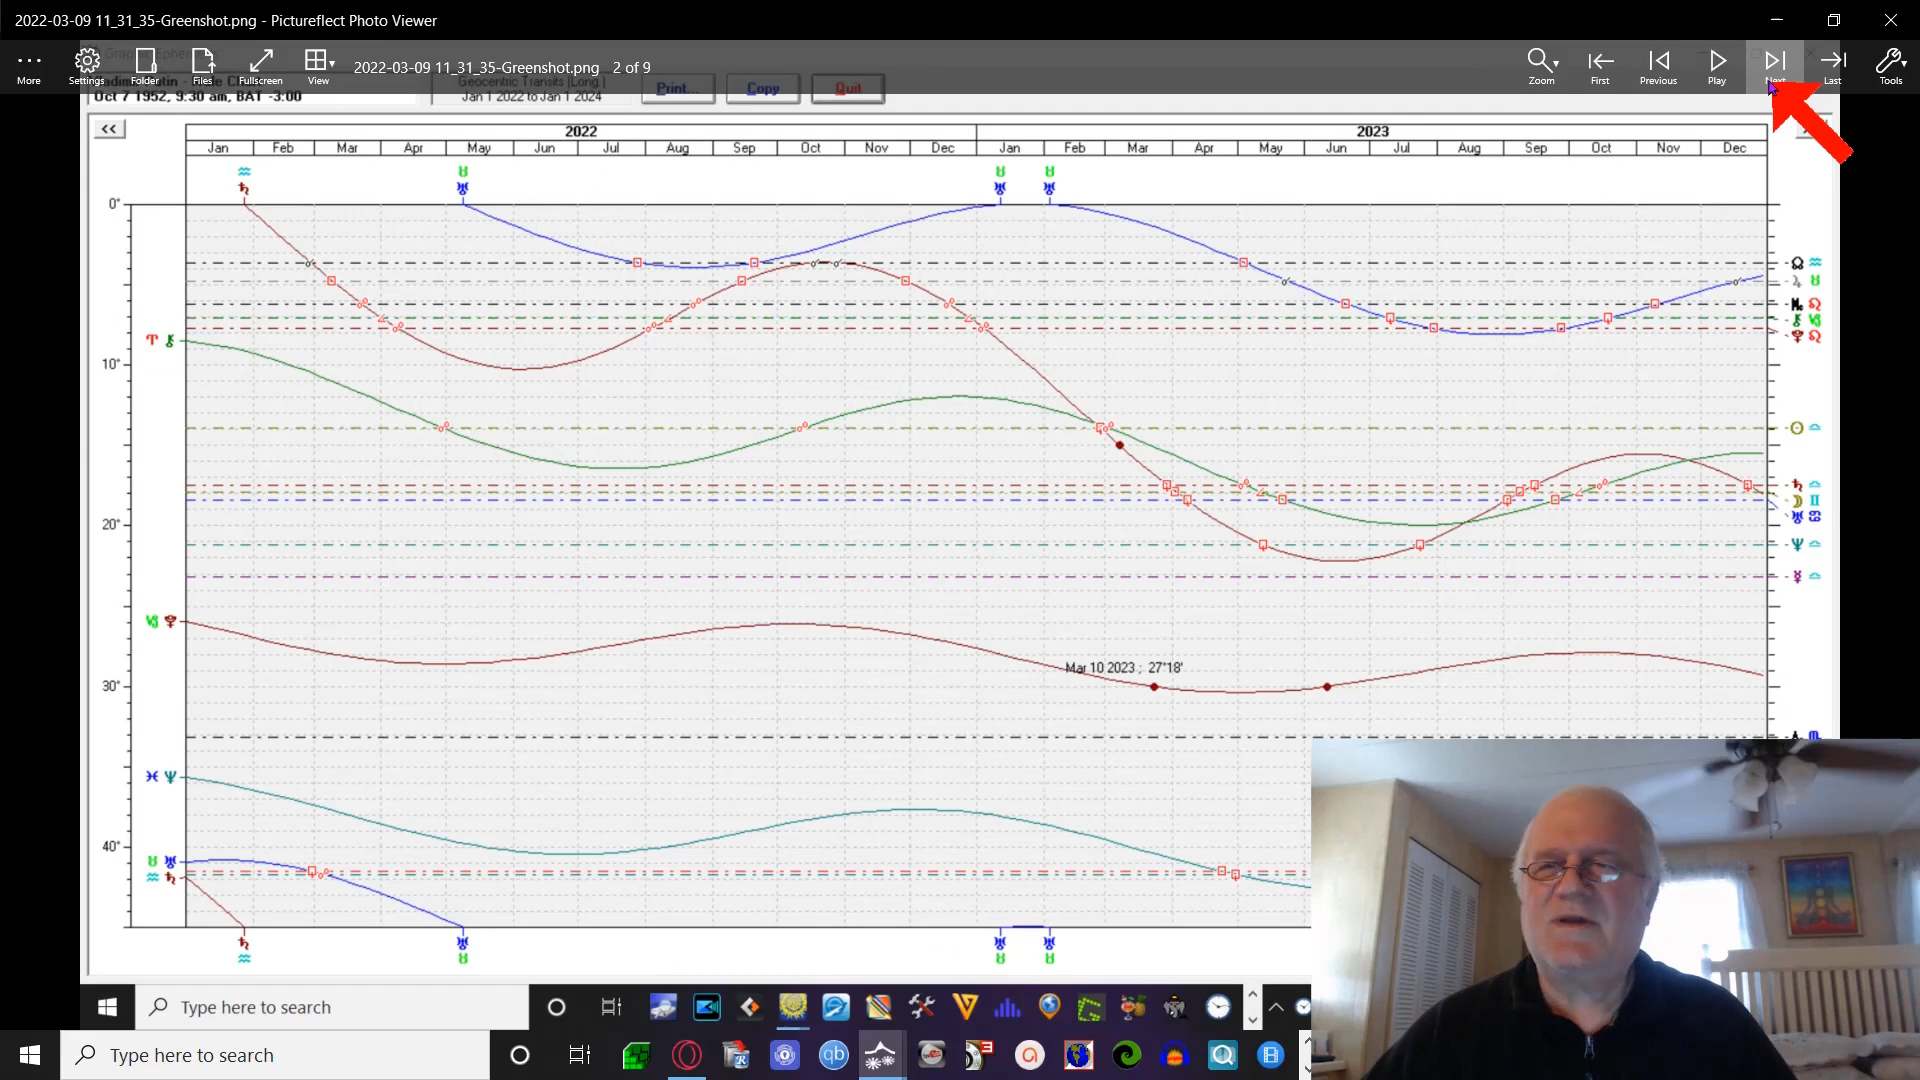 2022-03-09 11_31_35-Greenshot.png - Pictureflect Photo Viewer
More
Settings
Folder
Files
Fullscreen
View
2022-03-09 11_31_35-Greenshot.png 2 of 9
Zoom
First
Previous
Play
Next
Last
Tools
Oct 7 1952, 9:30 am, BAT -3:00
Geocentric Transits (Long.)
Jan 1 2022 to Jan 1 2024
Print...
Copy
Quit
<<
2022
2023
Jan Feb Mar Apr May Jun Jul Aug Sep Oct Nov Dec Jan Feb Mar Apr May Jun Jul Aug Sep Oct Nov Dec
♒ ♉ ♉ ♉
♄ ♅ ♅ ♅
0°
10°
20°
30°
40°
Mar 10 2023 ; 27°18'
Type here to search
Type here to search